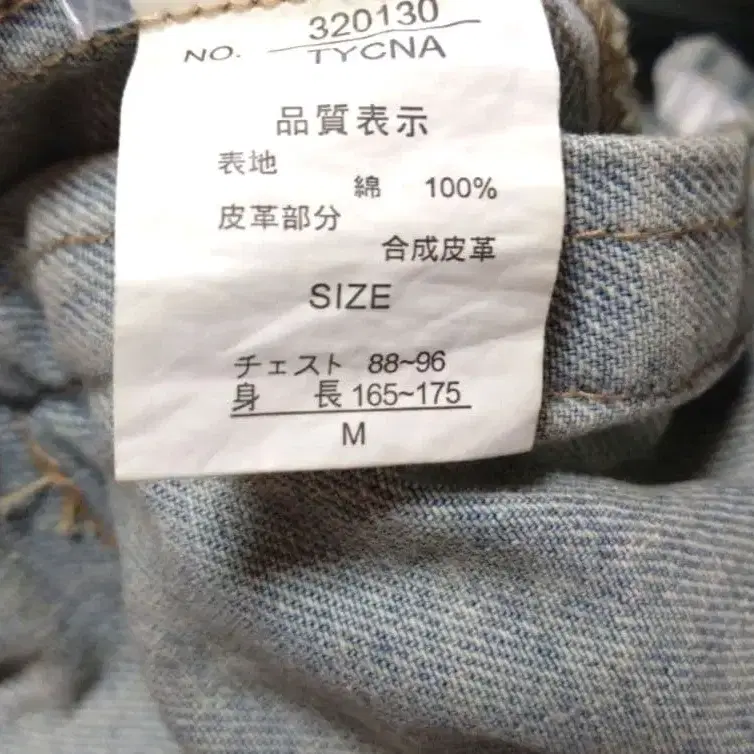 NO. 320130
TYCNA
品質表示
表地
綿 100%
皮革部分
合成皮革
SIZE
チェスト 88~96
身 長 165~175
M